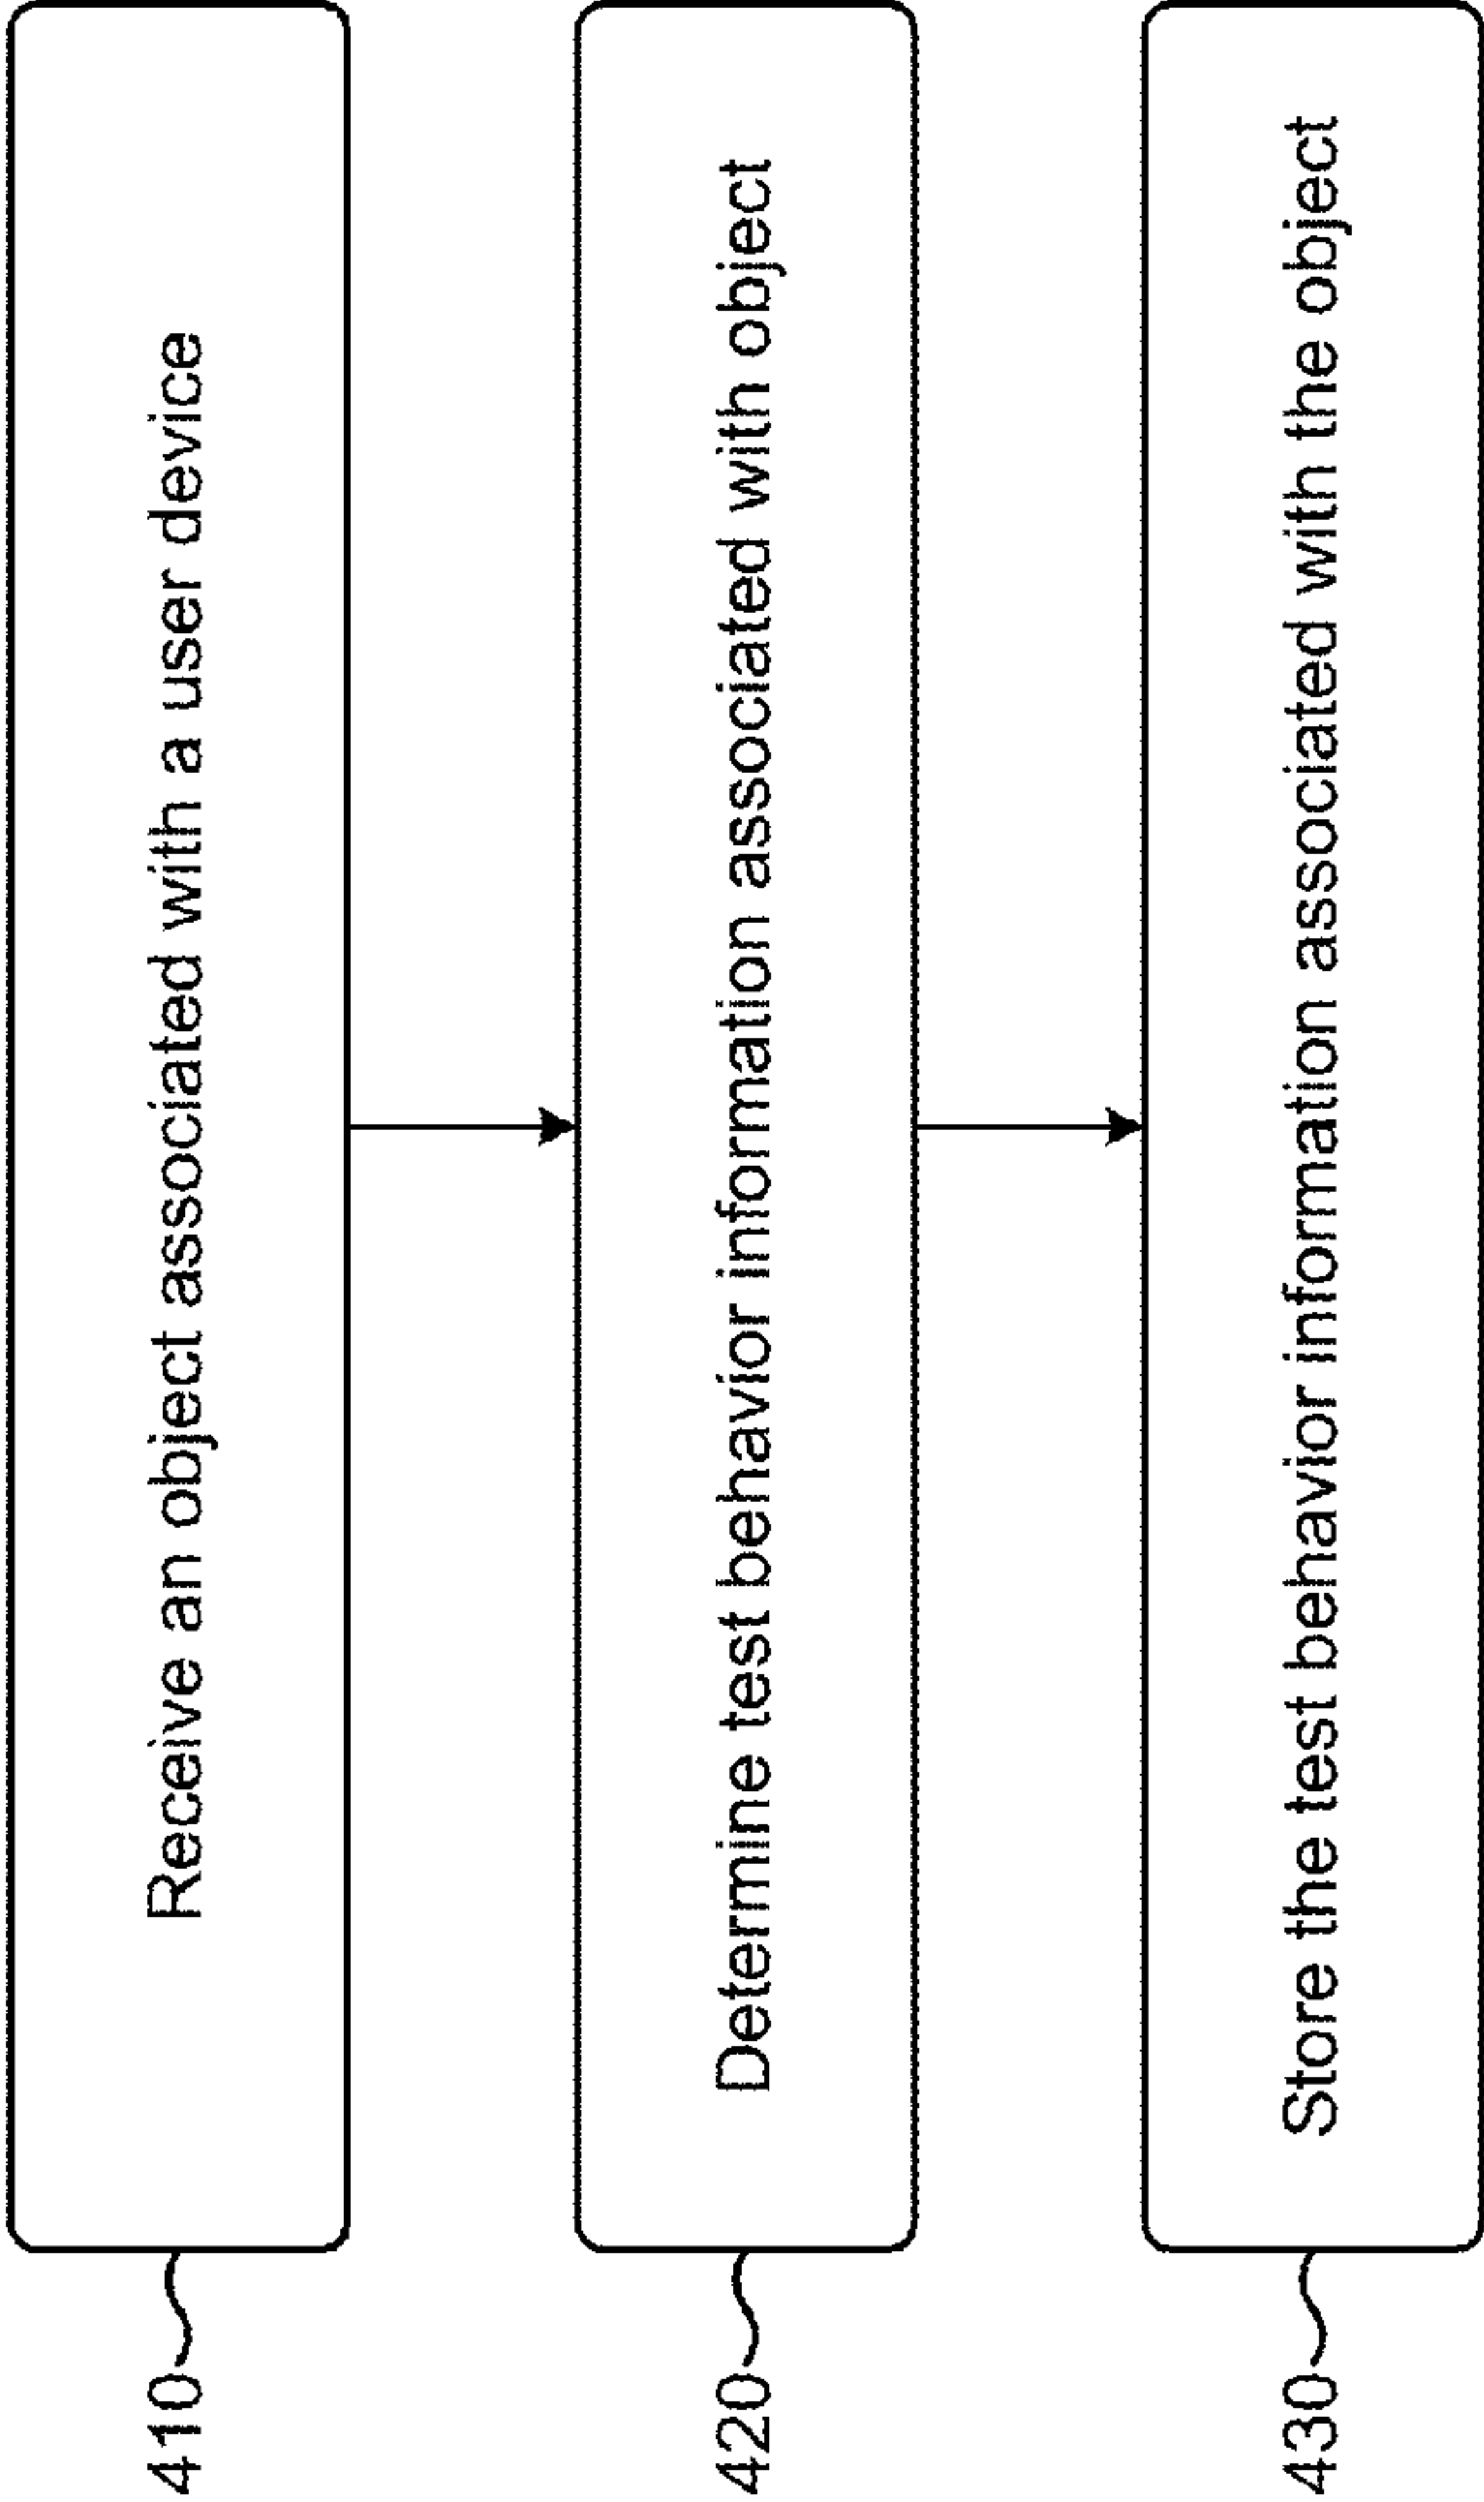 410
Receive an object associated with a user device
420
Determine test behavior information associated with object
430
Store the test behavior information associated with the object